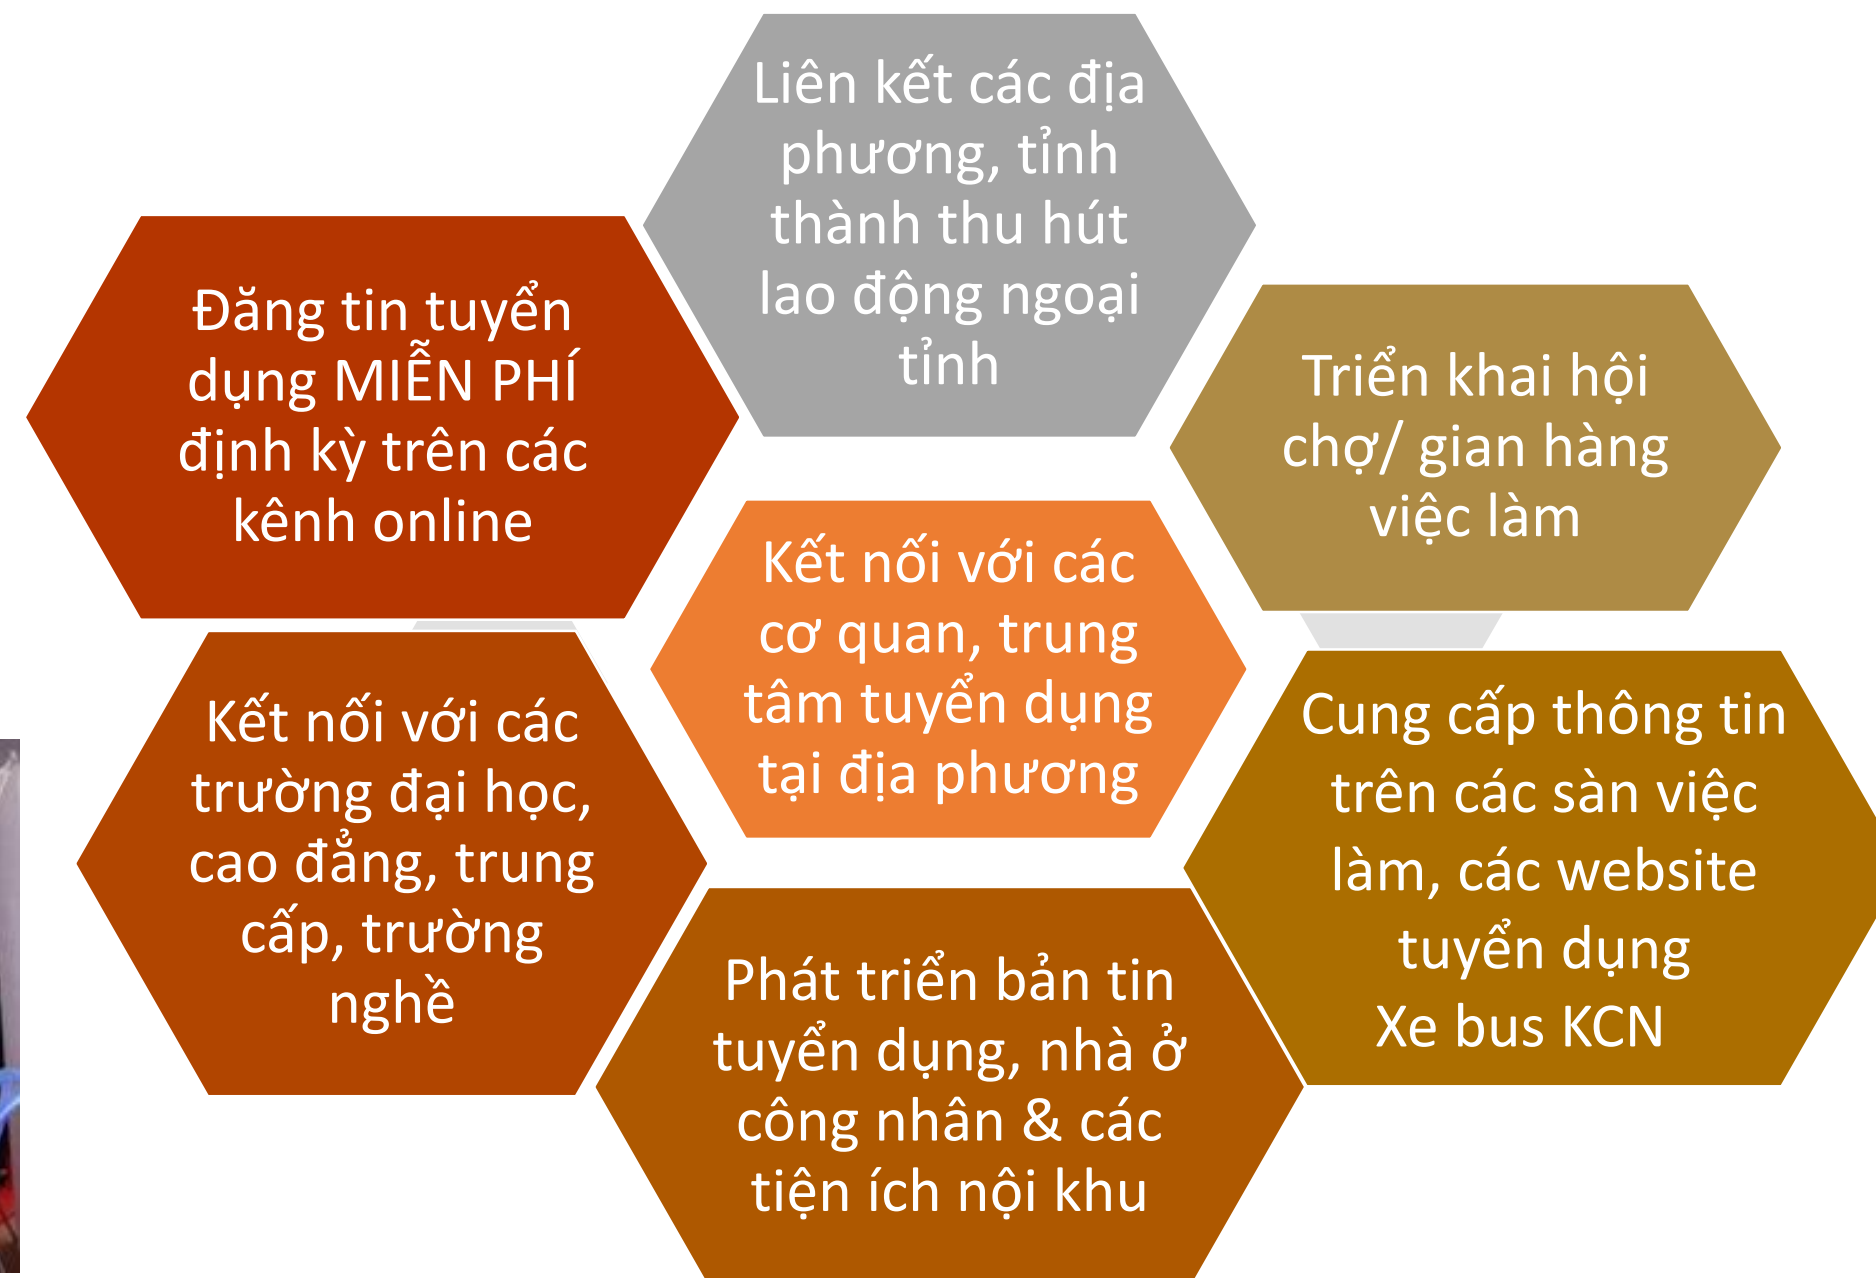 Liên kết các địa
phương, tỉnh
thành thu hút
lao động ngoại
tỉnh
Đăng tin tuyển
dụng MIỄN PHÍ
định kỳ trên các
kênh online
Triển khai hội
chợ/ gian hàng
việc làm
Kết nối với các
cơ quan, trung
tâm tuyển dụng
tại địa phương
Kết nối với các
trường đại học,
cao đẳng, trung
cấp, trường
nghề
Cung cấp thông tin
trên các sàn việc
làm, các website
tuyển dụng
Xe bus KCN
Phát triển bản tin
tuyển dụng, nhà ở
công nhân & các
tiện ích nội khu